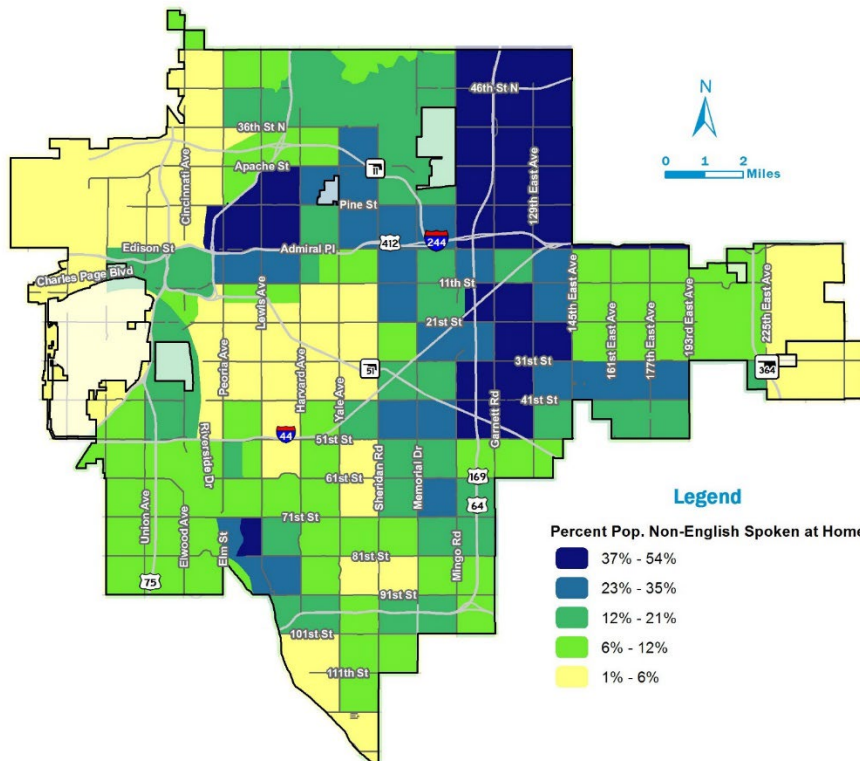 46th St N
N
36th St N
0 1 2
Miles
Cincinnati Ave
Apache St
11
129th East Ave
Pine St
Edison St
Admiral Pl
412
244
Charles Page Blvd
11th St
Lewis Ave
145th East Ave
161st East Ave
177th East Ave
193rd East Ave
225th East Ave
21st St
Peoria Ave
Harvard Ave
Yale Ave
51
31st St
364
41st St
Garnett Rd
Riverside Dr
44
51st St
Sheridan Rd
Memorial Dr
61st St
169
Legend
64
Union Ave
Elwood Ave
Elm St
71st St
Percent Pop. Non-English Spoken at Home
Mingo Rd
81st St
37% - 54%
75
23% - 35%
91st St
12% - 21%
101st St
6% - 12%
111th St
1% - 6%